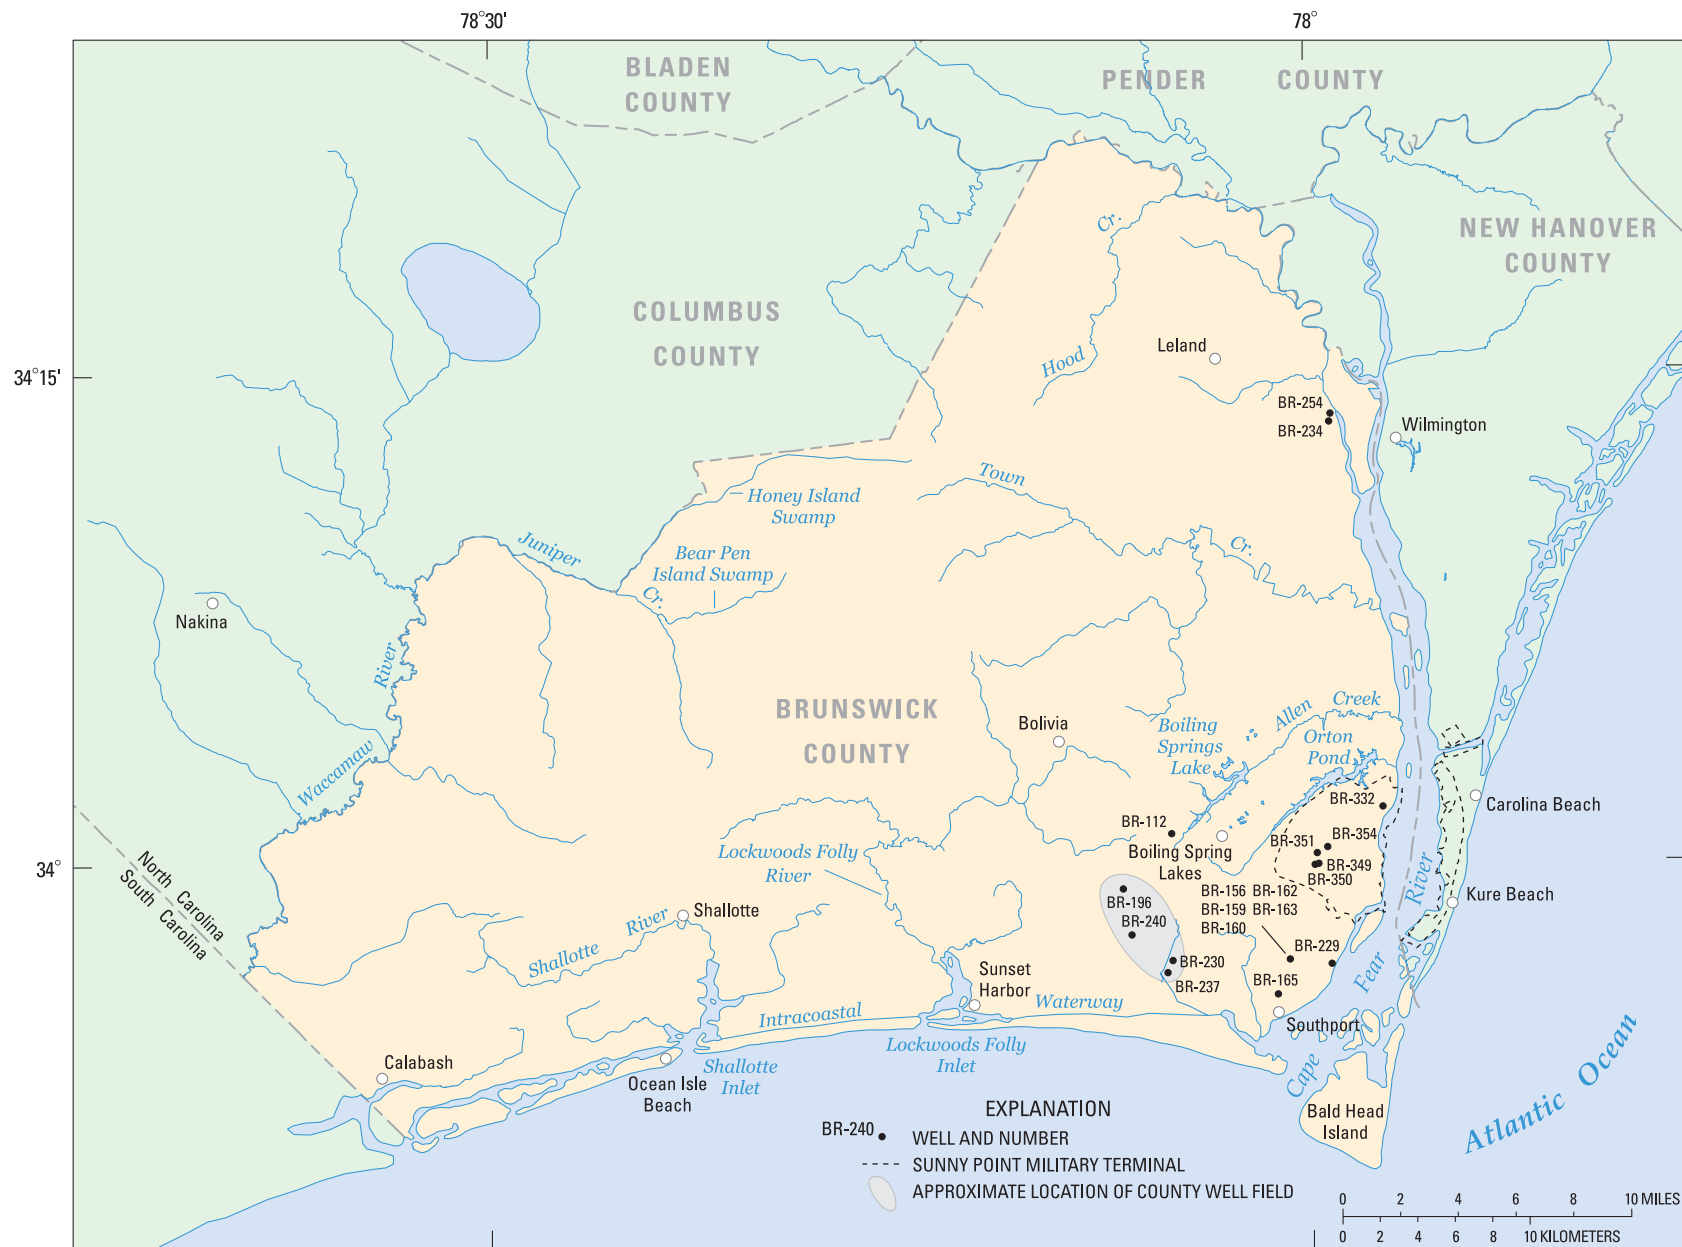 78°30'
78°
BLADEN
COUNTY
PENDER COUNTY
NEW HANOVER
COUNTY
Cr.
COLUMBUS
COUNTY
Hood
Leland
34°15'
BR-254
BR-234
Wilmington
Town
Honey Island
Swamp
Juniper
Cr.
Bear Pen
Island Swamp
Cr.
Nakina
River
Waccamaw
BRUNSWICK
COUNTY
Bolivia
Boiling
Springs
Lake
Allen Creek
Orton
Pond
BR-332
Carolina Beach
BR-112
BR-351
BR-354
BR-349
BR-350
Boiling Spring
Lakes
34°
North Carolina
South Carolina
Lockwoods Folly
River
River
Kure Beach
BR-196
BR-240
BR-156 BR-162
BR-159 BR-163
BR-160
Shallotte
Shallotte River
BR-229
BR-230
BR-237
BR-165
Fear
Sunset
Harbor
Intracoastal Waterway
Southport
Cape
Calabash
Shallotte
Inlet
Lockwoods Folly
Inlet
Ocean Isle
Beach
Bald Head
Island
Atlantic Ocean
EXPLANATION
BR-240 WELL AND NUMBER
SUNNY POINT MILITARY TERMINAL
APPROXIMATE LOCATION OF COUNTY WELL FIELD
0 2 4 6 8 10 MILES
0 2 4 6 8 10 KILOMETERS